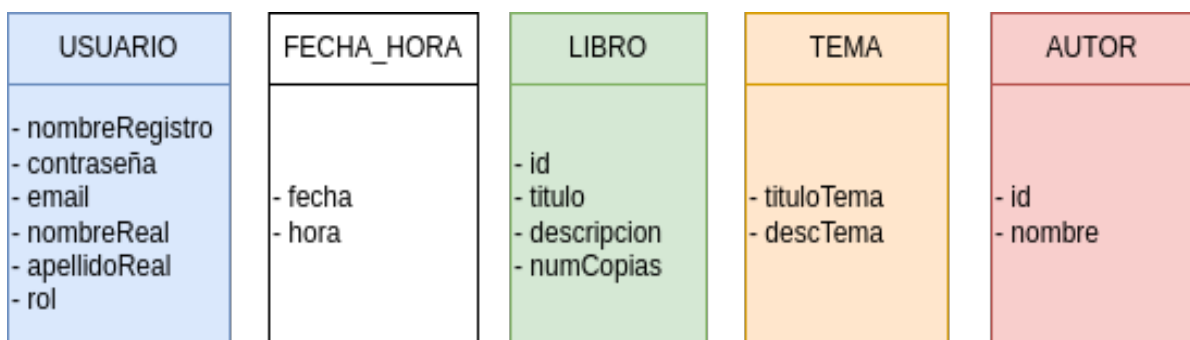 USUARIO
- nombreRegistro
- contraseña
- email
- nombreReal
- apellidoReal
- rol
FECHA_HORA
- fecha
- hora
LIBRO
- id
- titulo
- descripcion
- numCopias
TEMA
- tituloTema
- descTema
AUTOR
- id
- nombre